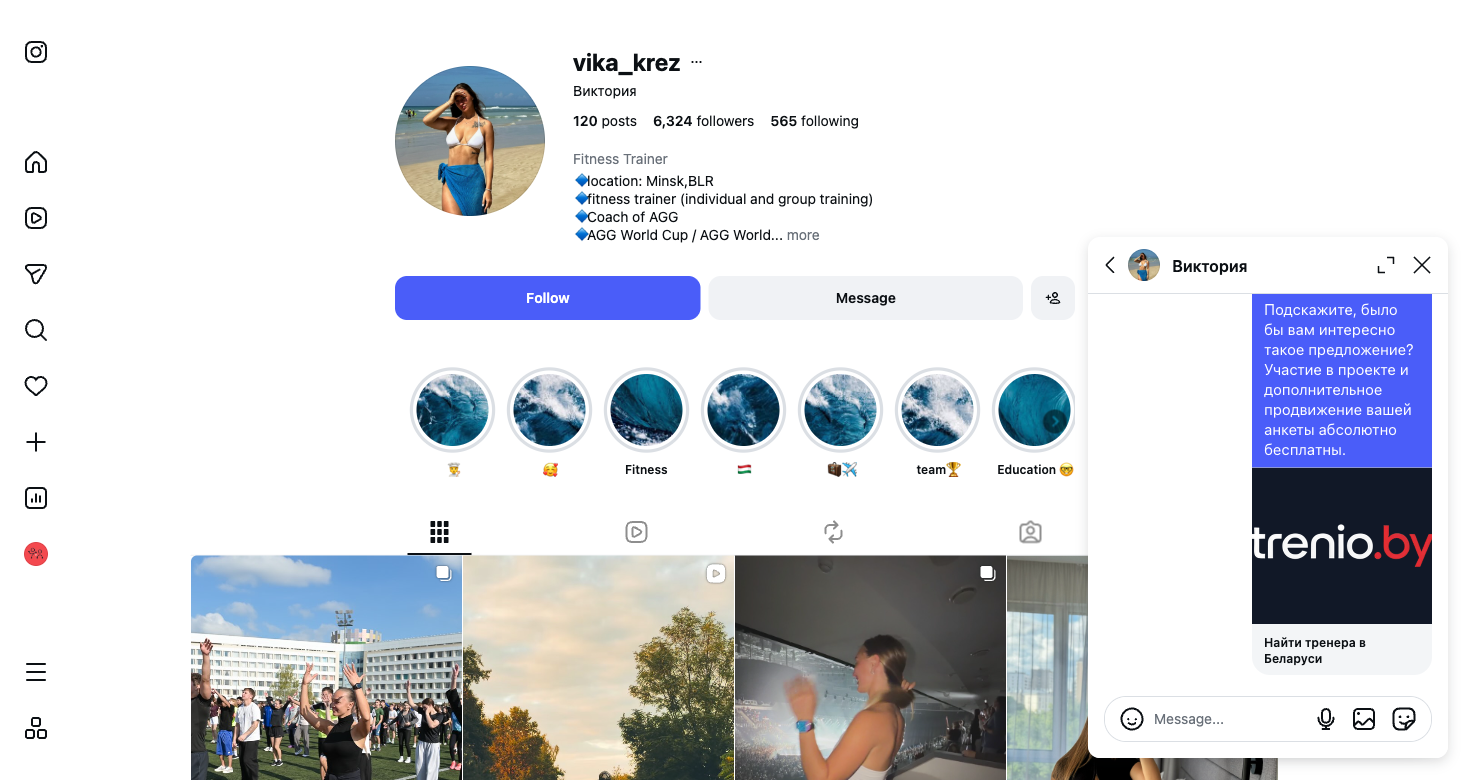 vika_krez ...
Виктория
120 posts 6,324 followers 565 following
Fitness Trainer
🔷location: Minsk,BLR
🔷fitness trainer (individual and group training)
🔷Coach of AGG
🔷AGG World Cup / AGG World... more
Follow
Message
Fitness
team🏆
Education 🤓
Виктория
Подскажите, было
бы вам интересно
такое предложение?
Участие в проекте и
дополнительное
продвижение вашей
анкеты абсолютно
бесплатны.
trenio.by
Найти тренера в
Беларуси
Message...